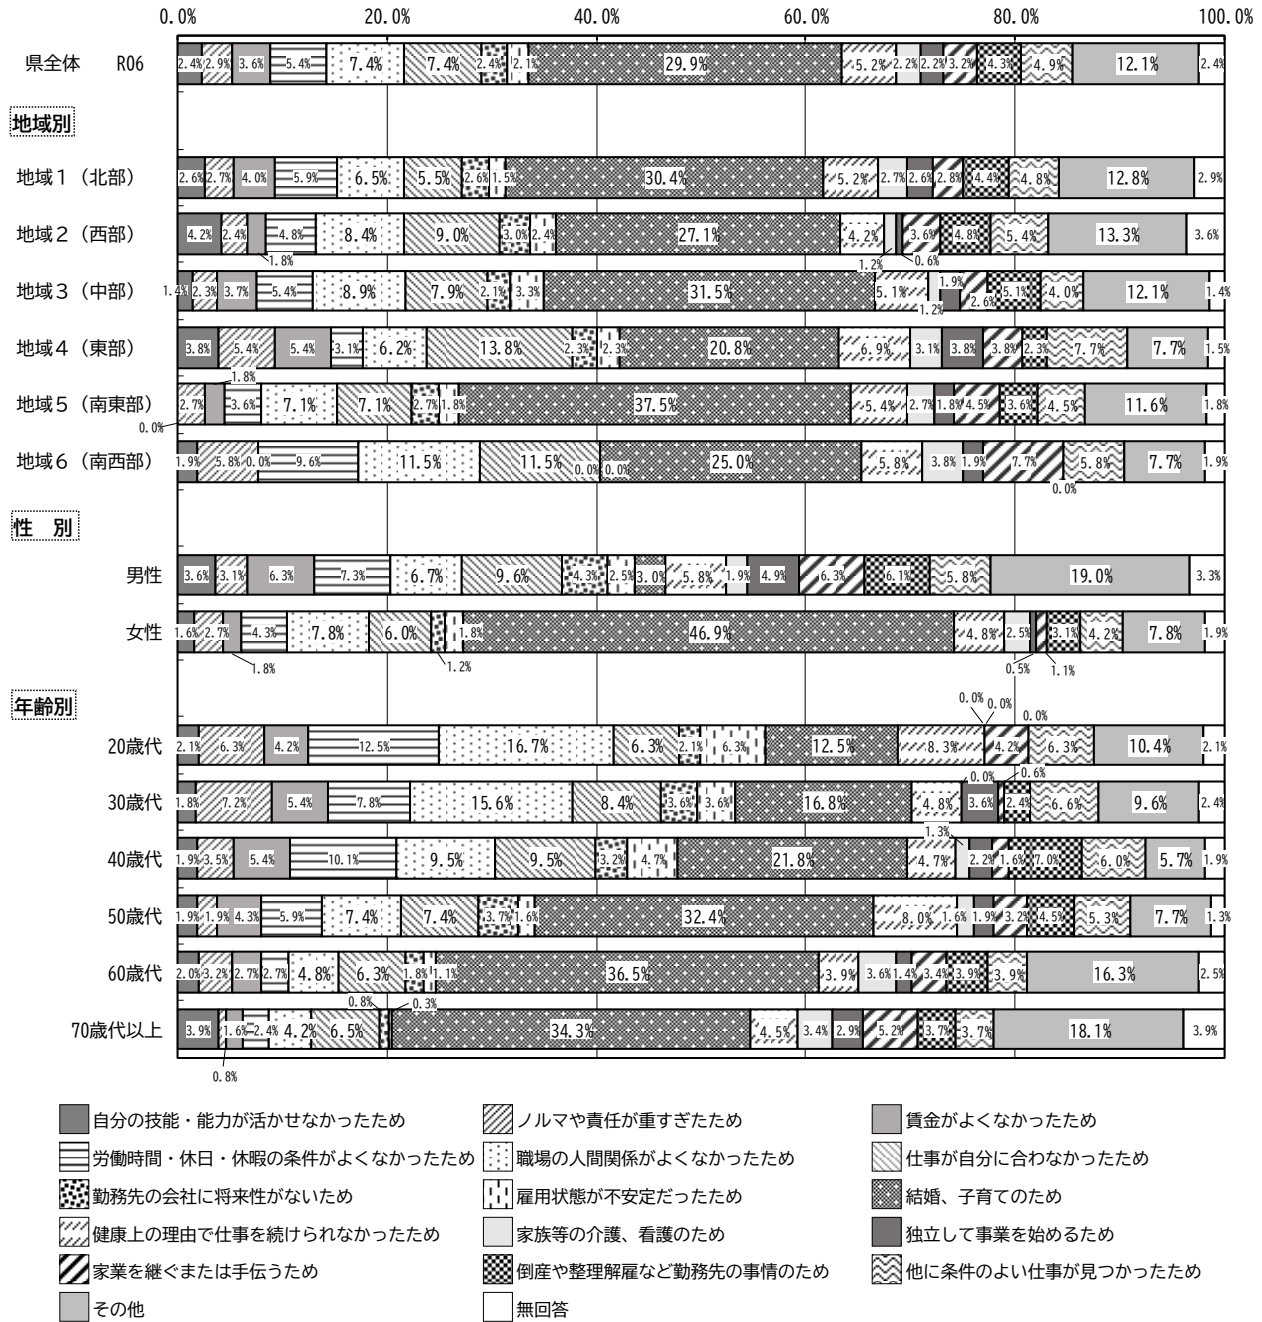 0.0% 20.0% 40.0% 60.0% 80.0% 100.0%
県全体 R06 2.4% 2.9% 3.6% 5.4% 7.4% 7.4% 2.4% 2.1% 29.9% 5.2% 2.2% 2.2% 3.2% 4.3% 4.9% 12.1% 2.4%
地域別
地域1（北部） 2.6% 2.7% 4.0% 5.9% 6.5% 5.5% 2.6% 1.5% 30.4% 5.2% 2.7% 2.6% 2.8% 4.4% 4.8% 12.8% 2.9%
地域2（西部） 4.2% 2.4% 1.8% 4.8% 8.4% 9.0% 3.0% 2.4% 27.1% 4.2% 1.2% 0.6% 3.6% 4.8% 5.4% 13.3% 3.6%
地域3（中部） 1.4% 2.3% 3.7% 5.4% 8.9% 7.9% 2.1% 3.3% 31.5% 5.1% 1.2% 1.9% 2.6% 5.1% 4.0% 12.1% 1.4%
地域4（東部） 3.8% 5.4% 5.4% 3.1% 6.2% 13.8% 2.3% 2.3% 20.8% 6.9% 3.1% 3.8% 3.8% 2.3% 7.7% 7.7% 1.5%
地域5（南東部） 0.0% 2.7% 1.8% 3.6% 7.1% 7.1% 2.7% 1.8% 37.5% 5.4% 2.7% 1.8% 4.5% 3.6% 4.5% 11.6% 1.8%
地域6（南西部） 1.9% 5.8% 0.0% 9.6% 11.5% 11.5% 0.0% 0.0% 25.0% 5.8% 3.8% 1.9% 7.7% 0.0% 5.8% 7.7% 1.9%
性　別
男性 3.6% 3.1% 6.3% 7.3% 6.7% 9.6% 4.3% 2.5% 3.0% 5.8% 1.9% 4.9% 6.3% 6.1% 5.8% 19.0% 3.3%
女性 1.6% 2.7% 1.8% 4.3% 7.8% 6.0% 1.2% 1.8% 46.9% 4.8% 2.5% 0.5% 1.1% 3.1% 4.2% 7.8% 1.9%
年齢別
20歳代 2.1% 6.3% 4.2% 12.5% 16.7% 6.3% 2.1% 6.3% 12.5% 8.3% 0.0% 0.0% 4.2% 0.0% 6.3% 10.4% 2.1%
30歳代 1.8% 7.2% 5.4% 7.8% 15.6% 8.4% 3.6% 3.6% 16.8% 4.8% 0.0% 3.6% 0.6% 2.4% 6.6% 9.6% 2.4%
40歳代 1.9% 3.5% 5.4% 10.1% 9.5% 9.5% 3.2% 4.7% 21.8% 4.7% 1.3% 2.2% 1.6% 7.0% 6.0% 5.7% 1.9%
50歳代 1.9% 1.9% 4.3% 5.9% 7.4% 7.4% 3.7% 1.6% 32.4% 8.0% 1.6% 1.9% 3.2% 4.5% 5.3% 7.7% 1.3%
60歳代 2.0% 3.2% 2.7% 2.7% 4.8% 6.3% 1.8% 1.1% 36.5% 3.9% 3.6% 1.4% 3.4% 3.9% 3.9% 16.3% 2.5%
70歳代以上 3.9% 0.8% 1.6% 2.4% 4.2% 6.5% 0.8% 0.3% 34.3% 4.5% 3.4% 2.9% 5.2% 3.7% 3.7% 18.1% 3.9%
自分の技能・能力が活かせなかったため ノルマや責任が重すぎたため 賃金がよくなかったため
労働時間・休日・休暇の条件がよくなかったため 職場の人間関係がよくなかったため 仕事が自分に合わなかったため
勤務先の会社に将来性がないため 雇用状態が不安定だったため 結婚、子育てのため
健康上の理由で仕事を続けられなかったため 家族等の介護、看護のため 独立して事業を始めるため
家業を継ぐまたは手伝うため 倒産や整理解雇など勤務先の事情のため 他に条件のよい仕事が見つかったため
その他 無回答